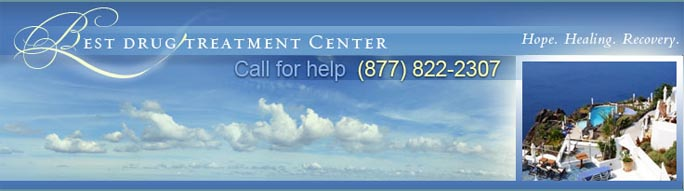 Best drug treatment Center
Hope. Healing. Recovery.
Call for help (877) 822-2307